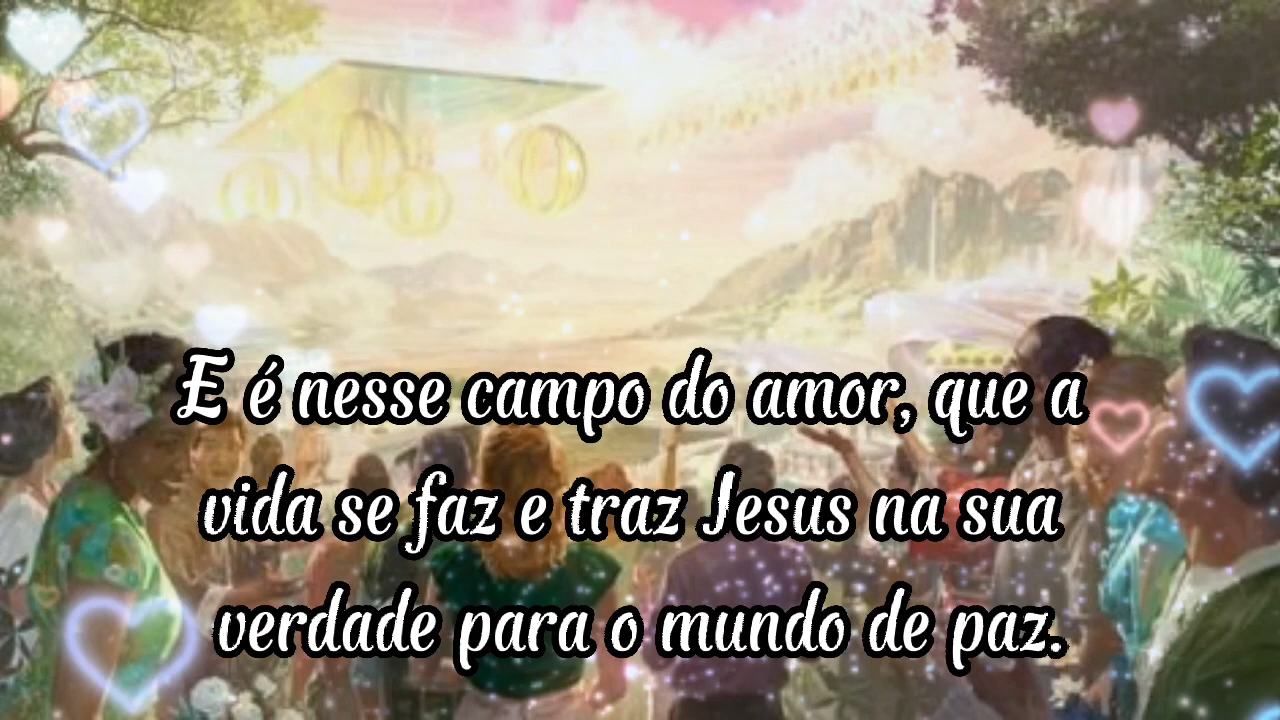 E é nesse campo do amor, que a
vida se faz e traz Jesus na sua
verdade para o mundo de paz.